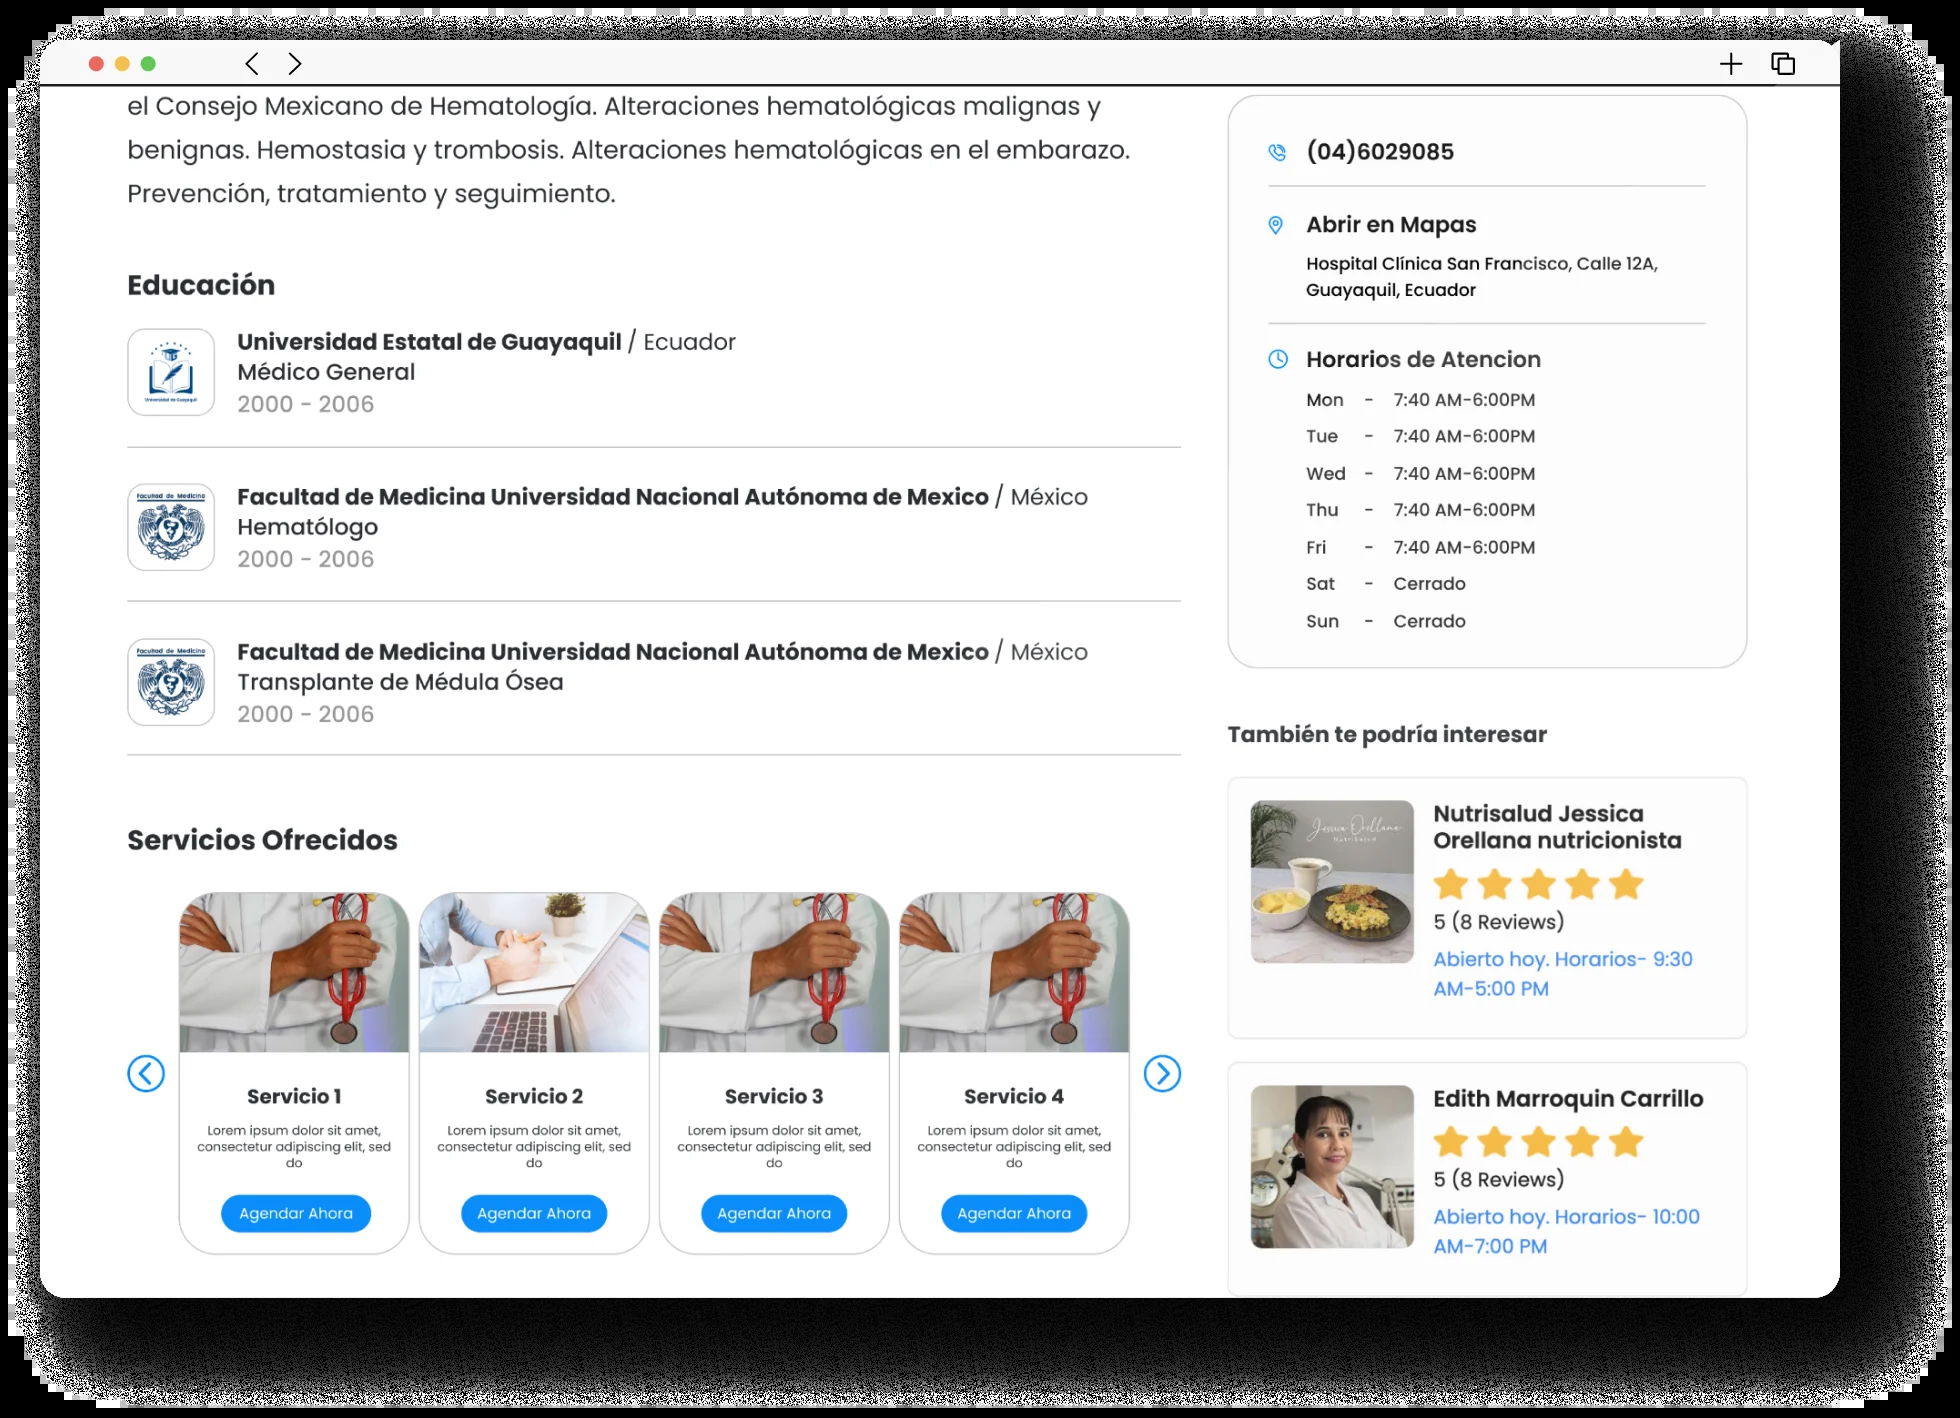 el Consejo Mexicano de Hematología. Alteraciones hematológicas malignas y
benignas. Hemostasia y trombosis. Alteraciones hematológicas en el embarazo.
Prevención, tratamiento y seguimiento.
Educación
Universidad de Guayaquil
Universidad Estatal de Guayaquil / Ecuador
Médico General
2000 - 2006
Facultad de Medicina
Facultad de Medicina Universidad Nacional Autónoma de Mexico / México
Hematólogo
2000 - 2006
Facultad de Medicina
Facultad de Medicina Universidad Nacional Autónoma de Mexico / México
Transplante de Médula Ósea
2000 - 2006
Servicios Ofrecidos
Servicio 1
Lorem ipsum dolor sit amet,
consectetur adipiscing elit, sed
do
Agendar Ahora
Servicio 2
Lorem ipsum dolor sit amet,
consectetur adipiscing elit, sed
do
Agendar Ahora
Servicio 3
Lorem ipsum dolor sit amet,
consectetur adipiscing elit, sed
do
Agendar Ahora
Servicio 4
Lorem ipsum dolor sit amet,
consectetur adipiscing elit, sed
do
Agendar Ahora
(04)6029085
Abrir en Mapas
Hospital Clínica San Francisco, Calle 12A,
Guayaquil, Ecuador
Horarios de Atencion
Mon - 7:40 AM-6:00PM
Tue - 7:40 AM-6:00PM
Wed - 7:40 AM-6:00PM
Thu - 7:40 AM-6:00PM
Fri - 7:40 AM-6:00PM
Sat - Cerrado
Sun - Cerrado
También te podría interesar
Jessica Orellana
NutriSalud
Nutrisalud Jessica
Orellana nutricionista
5 (8 Reviews)
Abierto hoy. Horarios- 9:30
AM-5:00 PM
Edith Marroquin Carrillo
5 (8 Reviews)
Abierto hoy. Horarios- 10:00
AM-7:00 PM